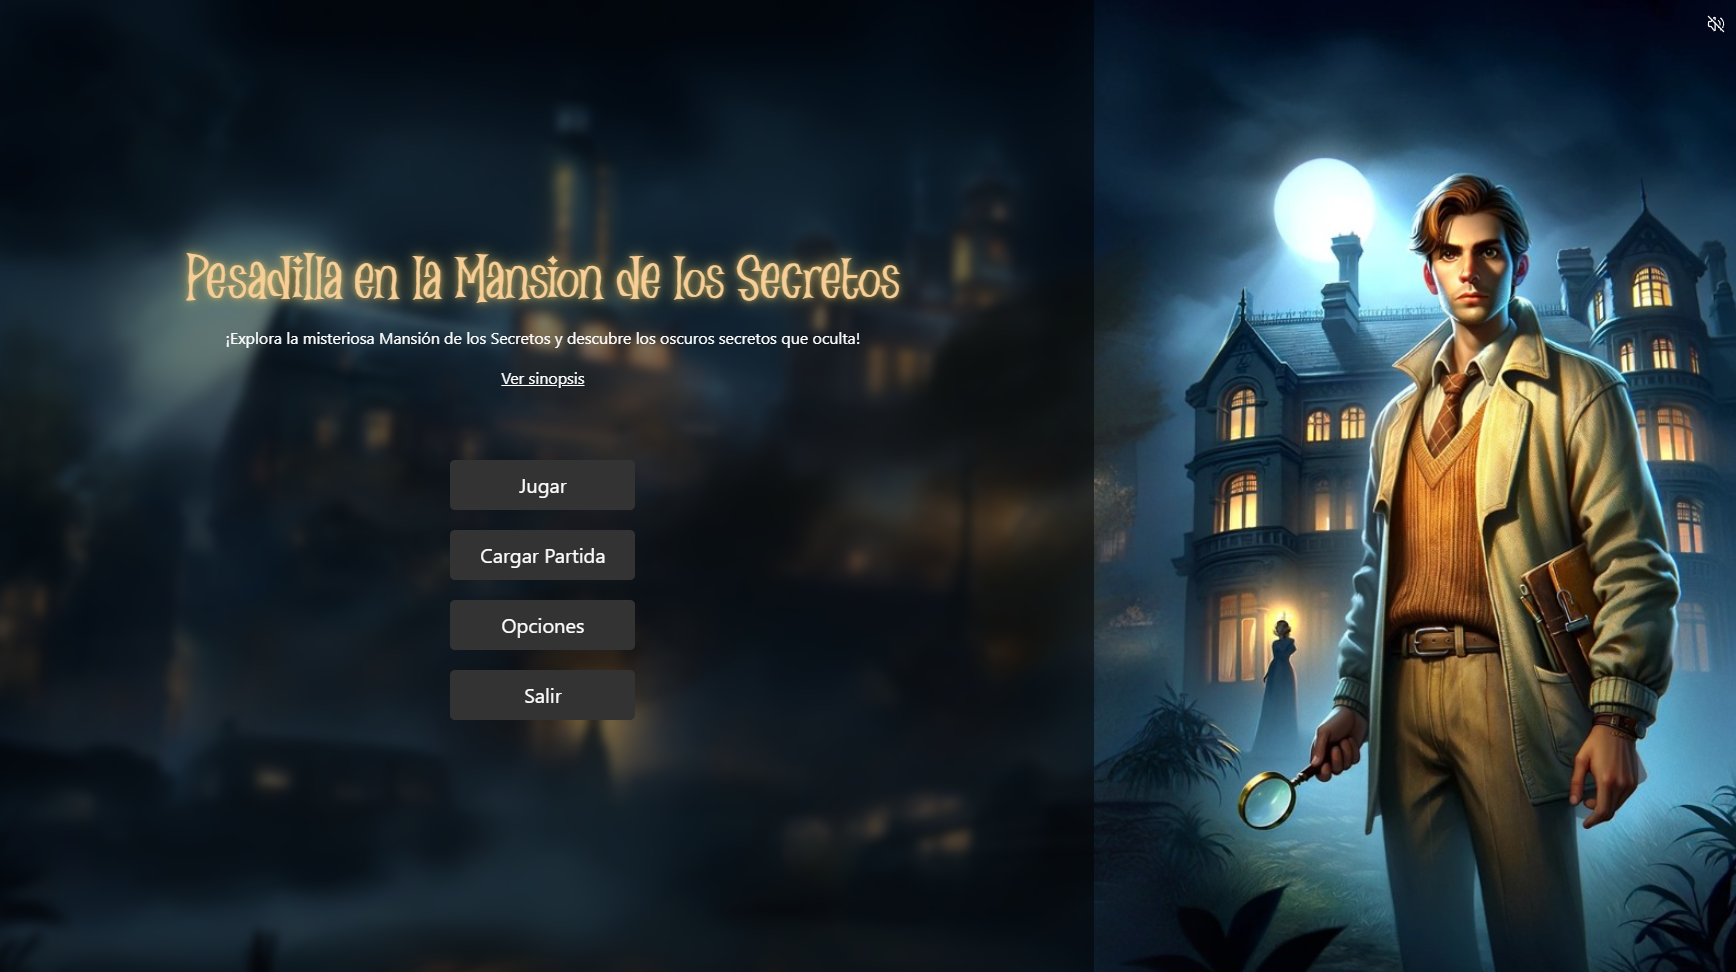 Pesadilla en la Mansion de los Secretos
¡Explora la misteriosa Mansión de los Secretos y descubre los oscuros secretos que oculta!
Ver sinopsis
Jugar
Cargar Partida
Opciones
Salir